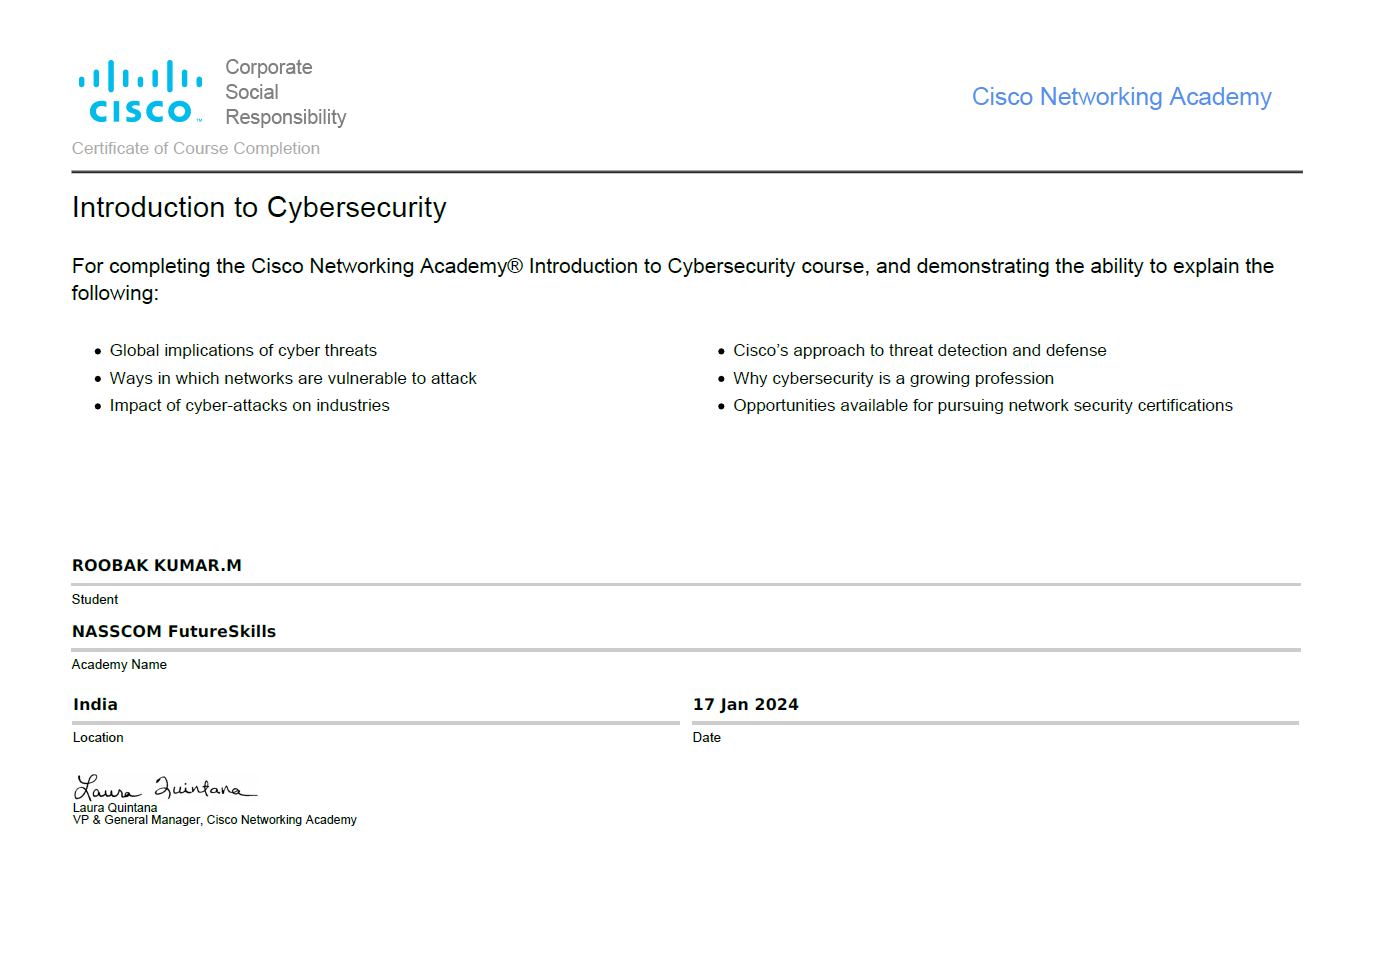 CISCO™
Corporate
Social
Responsibility
Cisco Networking Academy
Certificate of Course Completion
Introduction to Cybersecurity
For completing the Cisco Networking Academy® Introduction to Cybersecurity course, and demonstrating the ability to explain the
following:
• Global implications of cyber threats
• Ways in which networks are vulnerable to attack
• Impact of cyber-attacks on industries
• Cisco’s approach to threat detection and defense
• Why cybersecurity is a growing profession
• Opportunities available for pursuing network security certifications
ROOBAK KUMAR.M
Student
NASSCOM FutureSkills
Academy Name
India
Location
17 Jan 2024
Date
Laura Quintana
Laura Quintana
VP & General Manager, Cisco Networking Academy